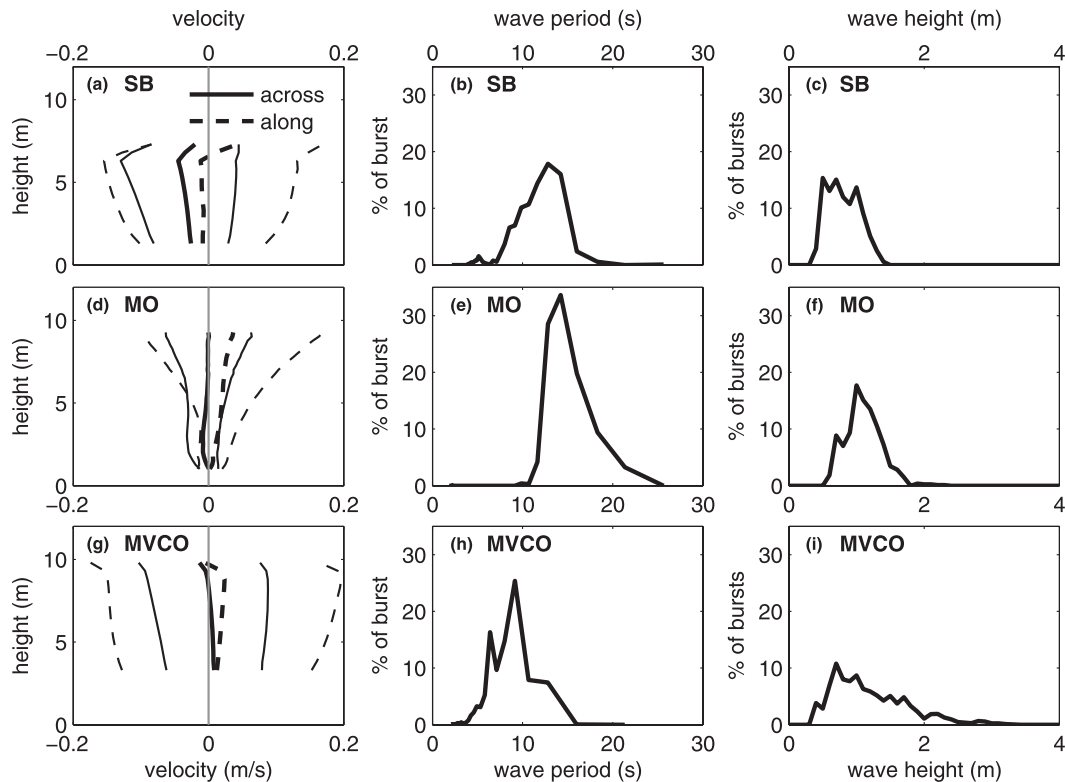 velocity
wave period (s)
wave height (m)
−0.2 0 0.2
0 10 20 30
0 2 4
(a) SB
across
along
height (m)
10
5
0
(b) SB
% of bursts
30
20
10
0
(c) SB
% of bursts
30
20
10
0
(d) MO
height (m)
10
5
0
−0.2 0 0.2
(e) MO
% of burst
30
20
10
0
0 10 20 30
(f) MO
% of bursts
30
20
10
0
0 2 4
(g) MVCO
height (m)
10
5
0
−0.2 0 0.2
velocity (m/s)
(h) MVCO
% of burst
30
20
10
0
0 10 20 30
wave period (s)
(i) MVCO
% of bursts
30
20
10
0
0 2 4
wave height (m)